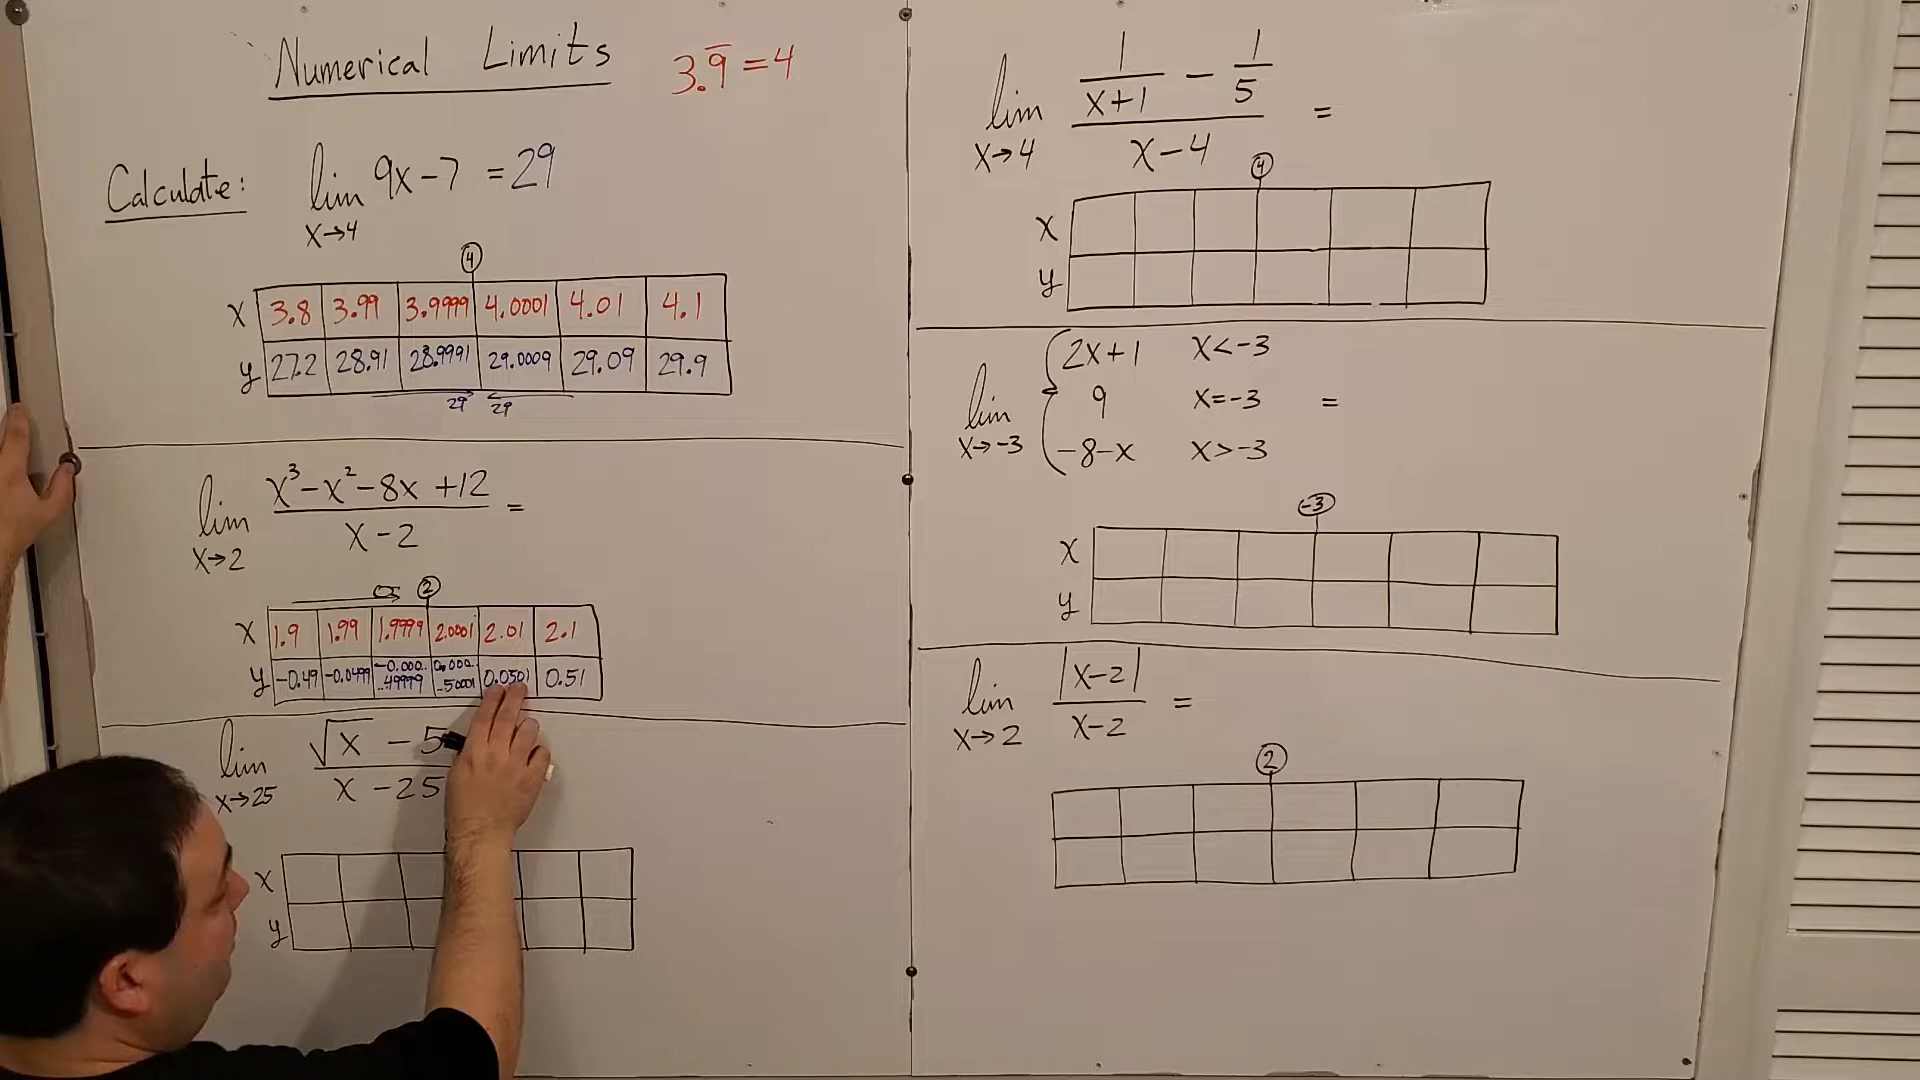 Numerical Limits
3.9̅ = 4
Calculate: lim 9x-7 = 29
x→4
4
x 3.8 3.99 3.9999 4.0001 4.01 4.1
y 27.2 28.91 28.9991 29.0009 29.09 29.9
29 29
lim x³-x²-8x+12 =
x→2 x-2
2
x 1.9 1.99 1.9999 2.0001 2.01 2.1
y -0.49 -0.0499 -0.000.. 0.000.. 0.0501 0.51
..49999 ..50001
lim √x - 5
x→25 x-25
x
y
lim 1 - 1 =
x+1 5
x→4 x-4
4
x
y
2x+1 x<-3
lim 9 x=-3 =
x→-3
-8-x x>-3
-3
x
y
lim |x-2| =
x→2 x-2
2